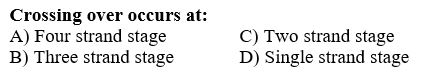 Crossing over occurs at:
A) Four strand stage C) Two strand stage
B) Three strand stage D) Single strand stage